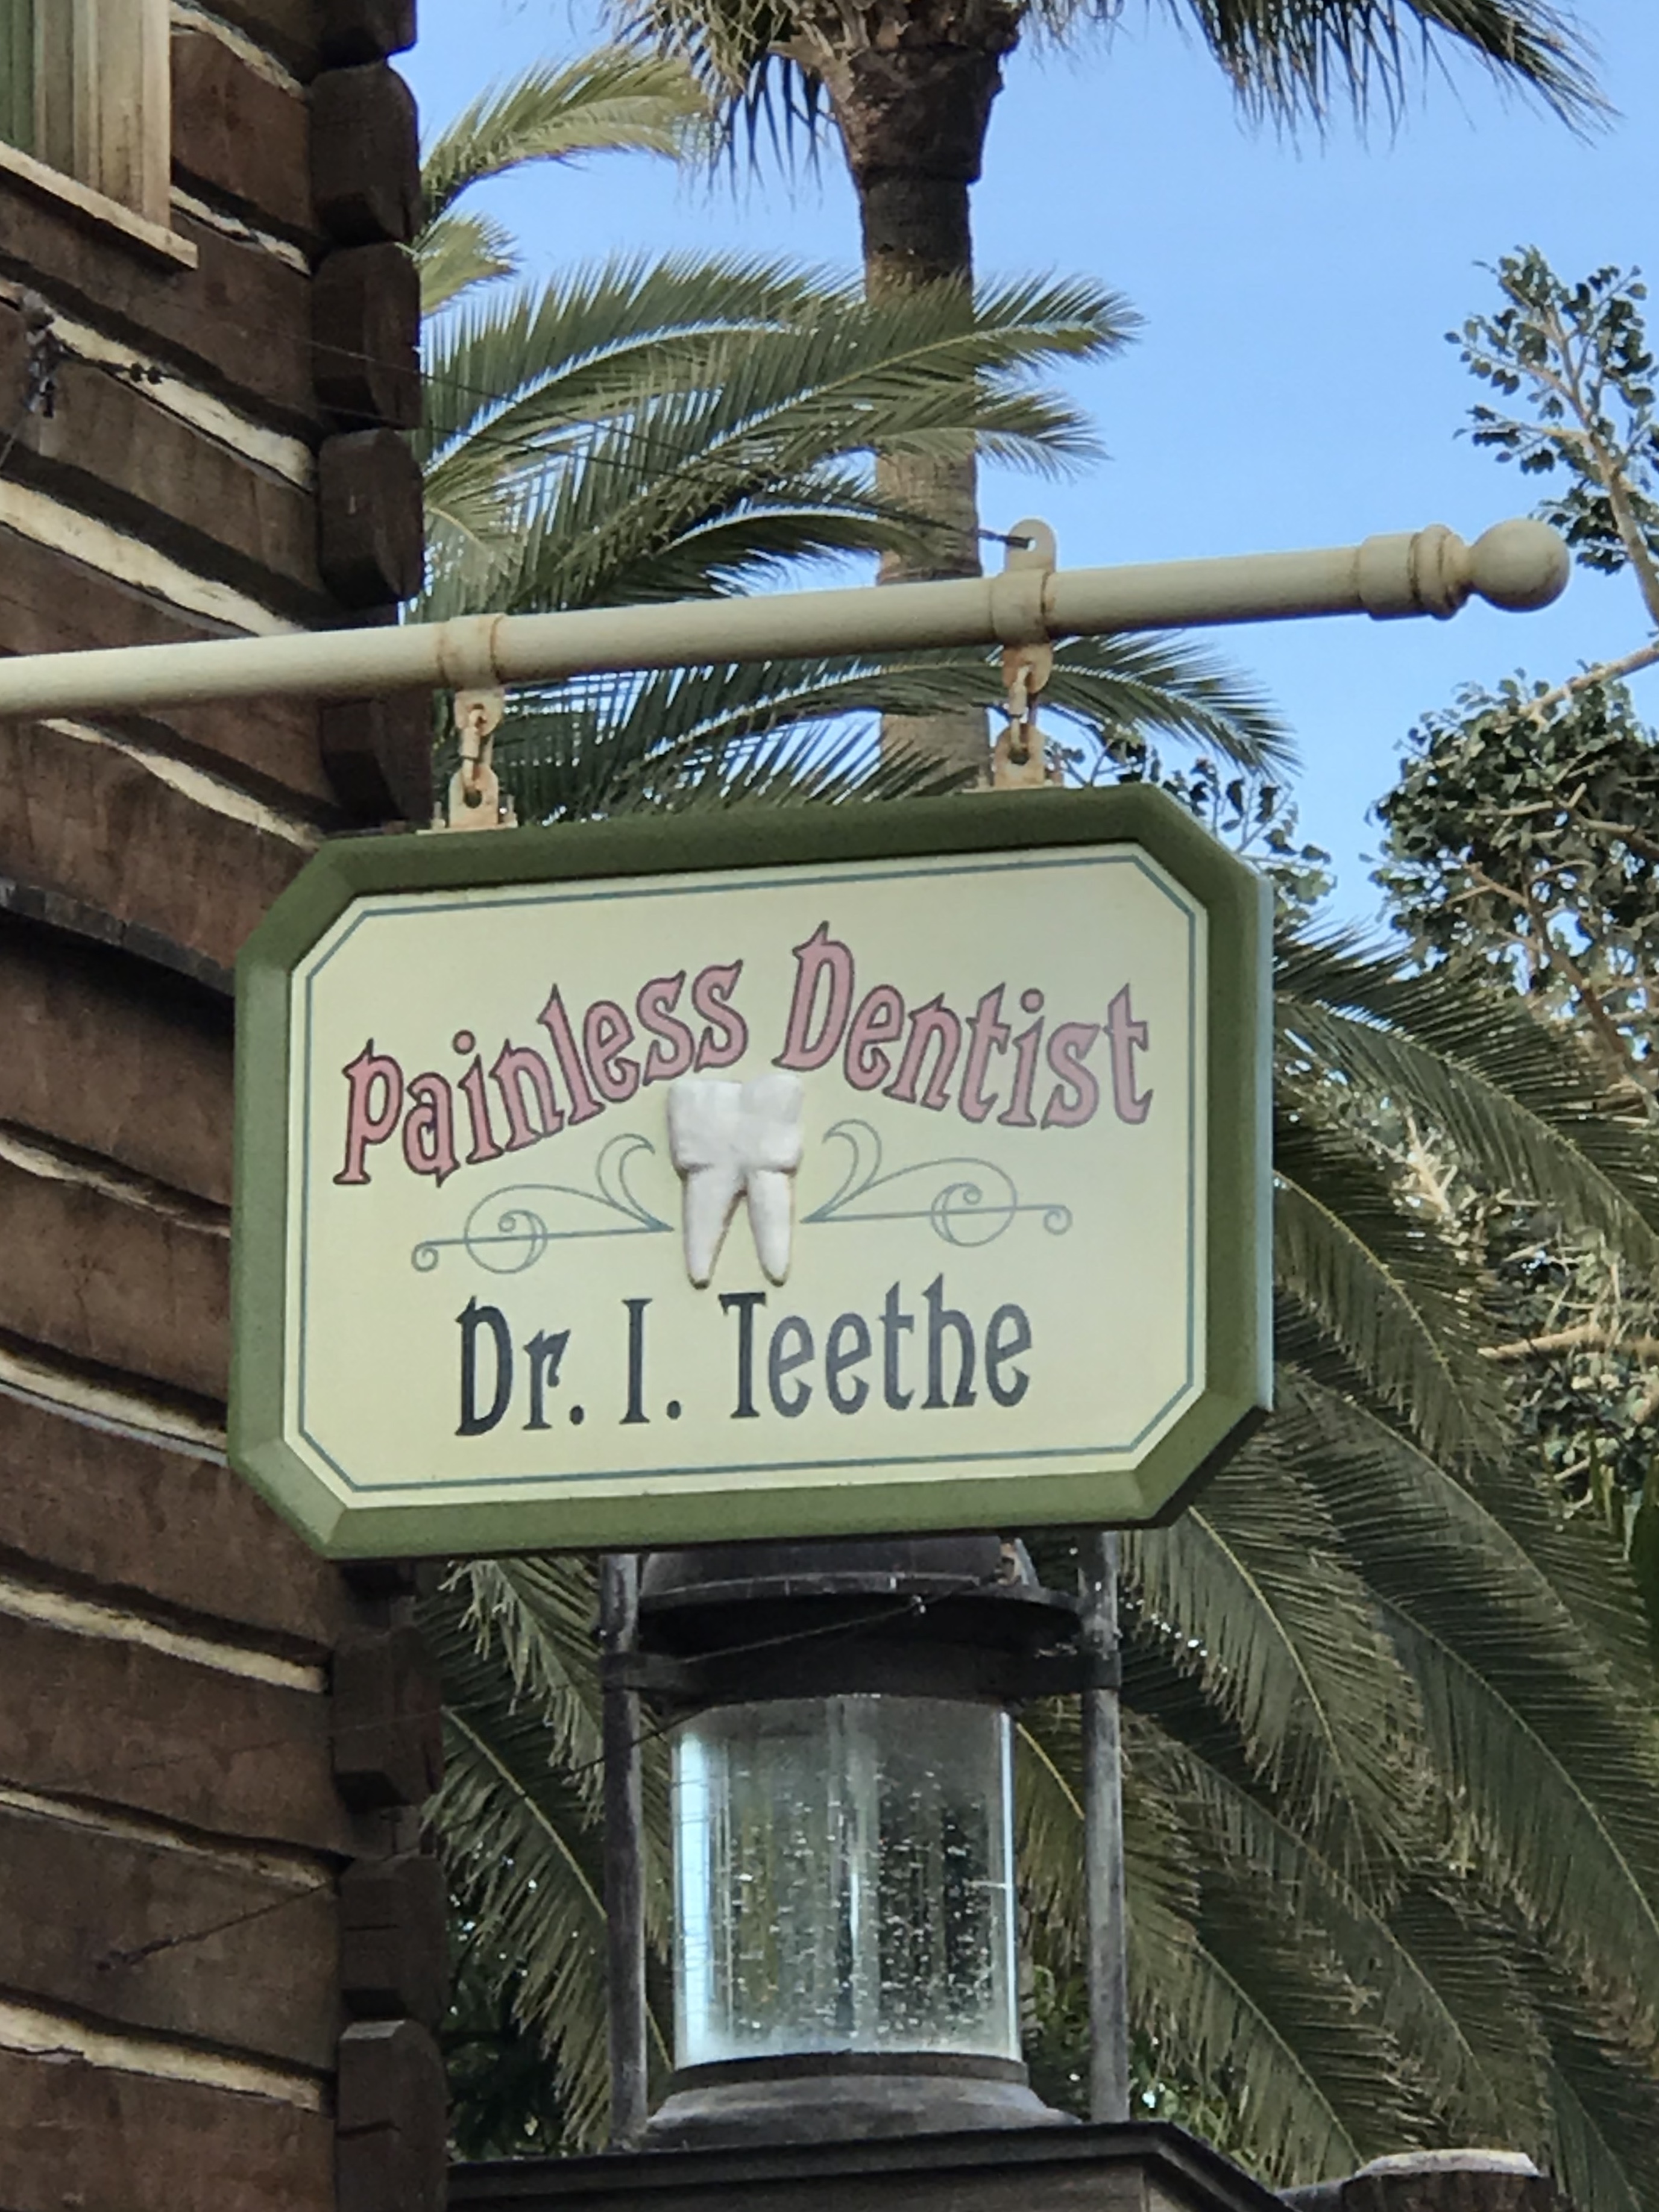 Painless Dentist
Dr. I. Teethe